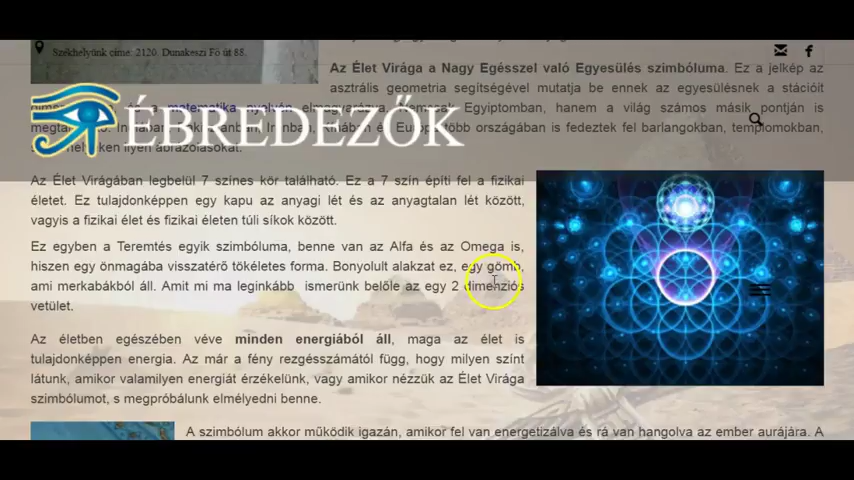 Székhelyünk címe: 2120. Dunakeszi Fő út 88.
Az Élet Virága a Nagy Egésszel való Egyesülés szimbóluma. Ez a jelkép az
asztrális geometria segítségével mutatja be ennek az egyesülésnek a stációit
a matematika nyelvén elmagyarázva. Nemcsak Egyiptomban, hanem a világ számos másik pontján is
ÉBREDEZŐK
Iránban, Kínában és Európa több országában is fedeztek fel barlangokban, templomokban,
ilyen ábrázolásokat.
Az Élet Virágában legbelül 7 színes kör található. Ez a 7 szín építi fel a fizikai
életet. Ez tulajdonképpen egy kapu az anyagi lét és az anyagtalan lét között,
vagyis a fizikai élet és fizikai életen túli síkok között.
Ez egyben a Teremtés egyik szimbóluma, benne van az Alfa és az Omega is,
hiszen egy önmagába visszatérő tökéletes forma. Bonyolult alakzat ez, egy gömb,
ami merkabákból áll. Amit mi ma leginkább ismerünk belőle az egy 2 dimenziós
vetület.
Az életben egészében véve minden energiából áll, maga az élet is
tulajdonképpen energia. Az már a fény rezgésszámától függ, hogy milyen színt
látunk, amikor valamilyen energiát érzékelünk, vagy amikor nézzük az Élet Virága
szimbólumot, s megpróbálunk elmélyedni benne.
A szimbólum akkor működik igazán, amikor fel van energetizálva és rá van hangolva az ember aurájára. A